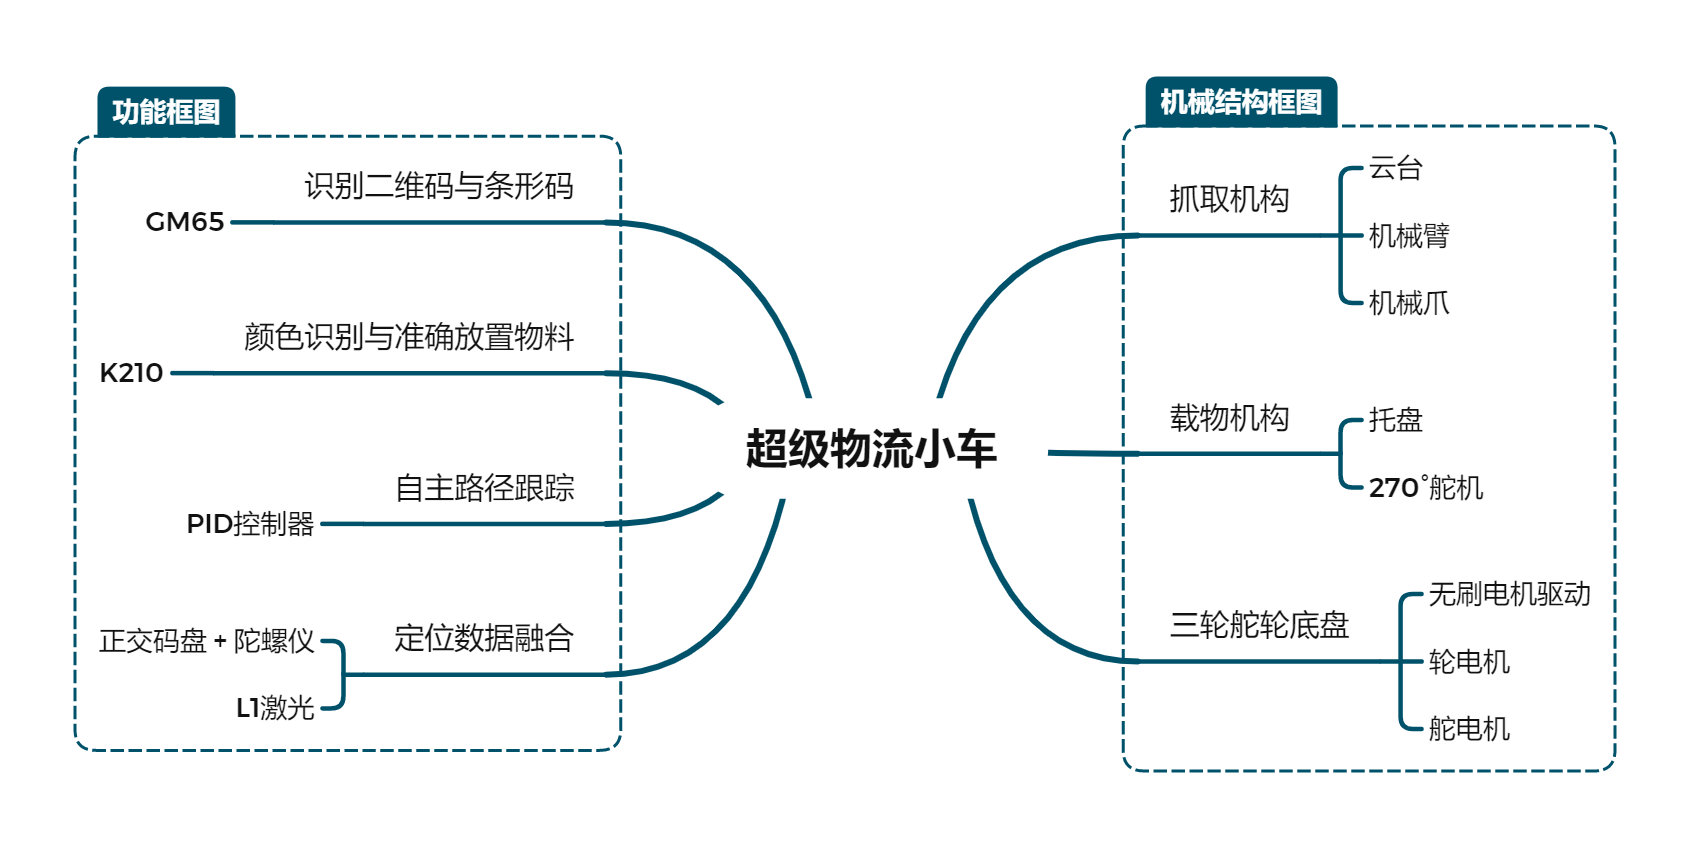 功能框图
识别二维码与条形码
GM65
颜色识别与准确放置物料
K210
自主路径跟踪
PID控制器
定位数据融合
正交码盘 + 陀螺仪
L1激光
超级物流小车
机械结构框图
抓取机构
云台
机械臂
机械爪
载物机构
托盘
270°舵机
三轮舵轮底盘
无刷电机驱动
轮电机
舵电机